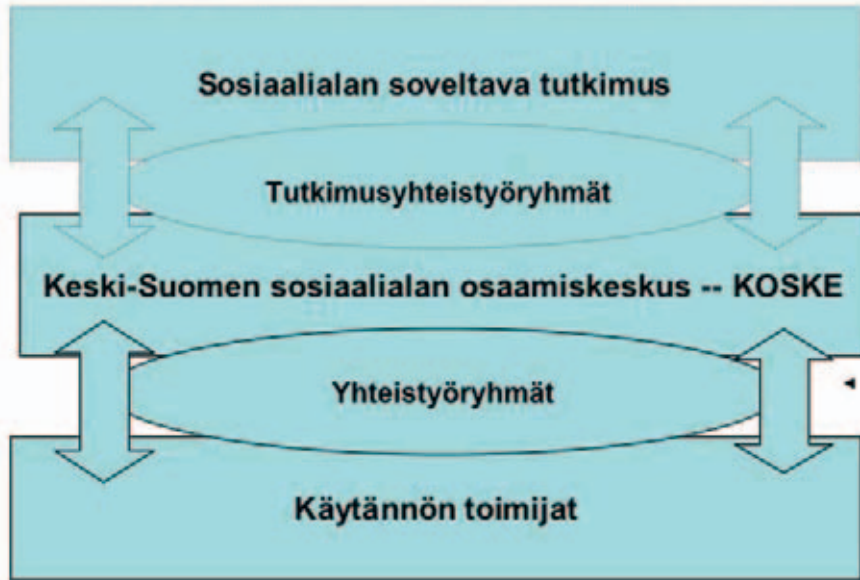 Sosiaalialan soveltava tutkimus
Tutkimusyhteistyöryhmät
Keski-Suomen sosiaalialan osaamiskeskus -- KOSKE
Yhteistyöryhmät
Käytännön toimijat